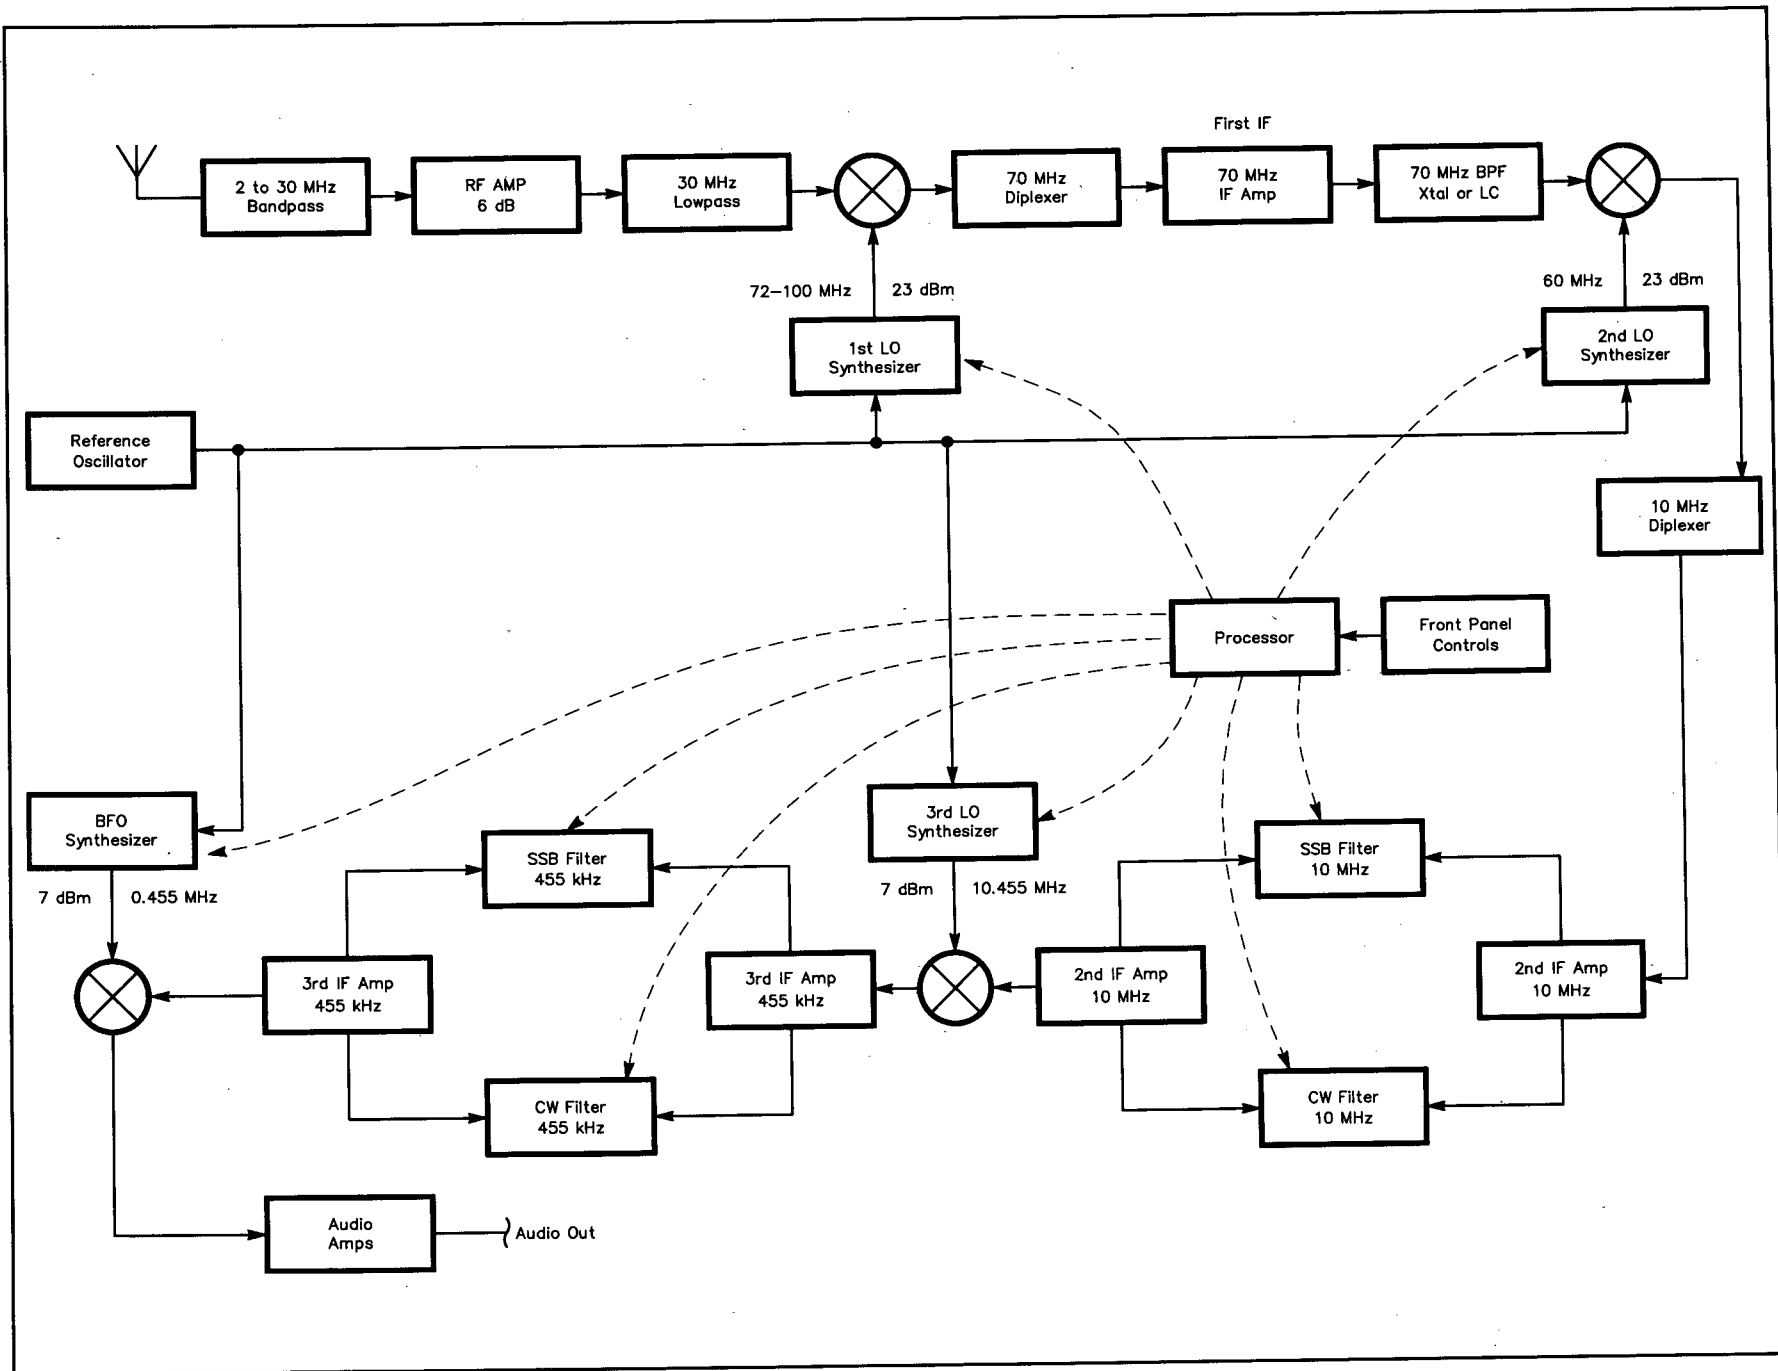 First IF
2 to 30 MHz
Bandpass
RF AMP
6 dB
30 MHz
Lowpass
70 MHz
Diplexer
70 MHz
IF Amp
70 MHz BPF
Xtal or LC
72-100 MHz
23 dBm
60 MHz
23 dBm
1st LO
Synthesizer
2nd LO
Synthesizer
Reference
Oscillator
10 MHz
Diplexer
Processor
Front Panel
Controls
BFO
Synthesizer
3rd LO
Synthesizer
SSB Filter
455 kHz
SSB Filter
10 MHz
7 dBm
0.455 MHz
7 dBm
10.455 MHz
3rd IF Amp
455 kHz
3rd IF Amp
455 kHz
2nd IF Amp
10 MHz
2nd IF Amp
10 MHz
CW Filter
455 kHz
CW Filter
10 MHz
Audio
Amps
Audio Out